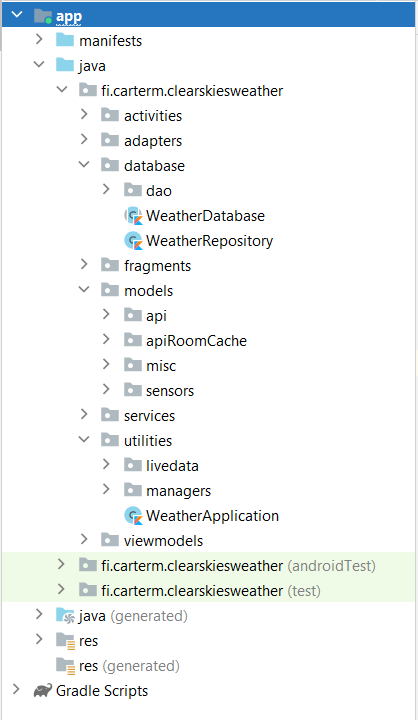 app
manifests
java
fi.carterm.clearskiesweather
activities
adapters
database
dao
WeatherDatabase
WeatherRepository
fragments
models
api
apiRoomCache
misc
sensors
services
utilities
livedata
managers
WeatherApplication
viewmodels
fi.carterm.clearskiesweather (androidTest)
fi.carterm.clearskiesweather (test)
java (generated)
res
res (generated)
Gradle Scripts